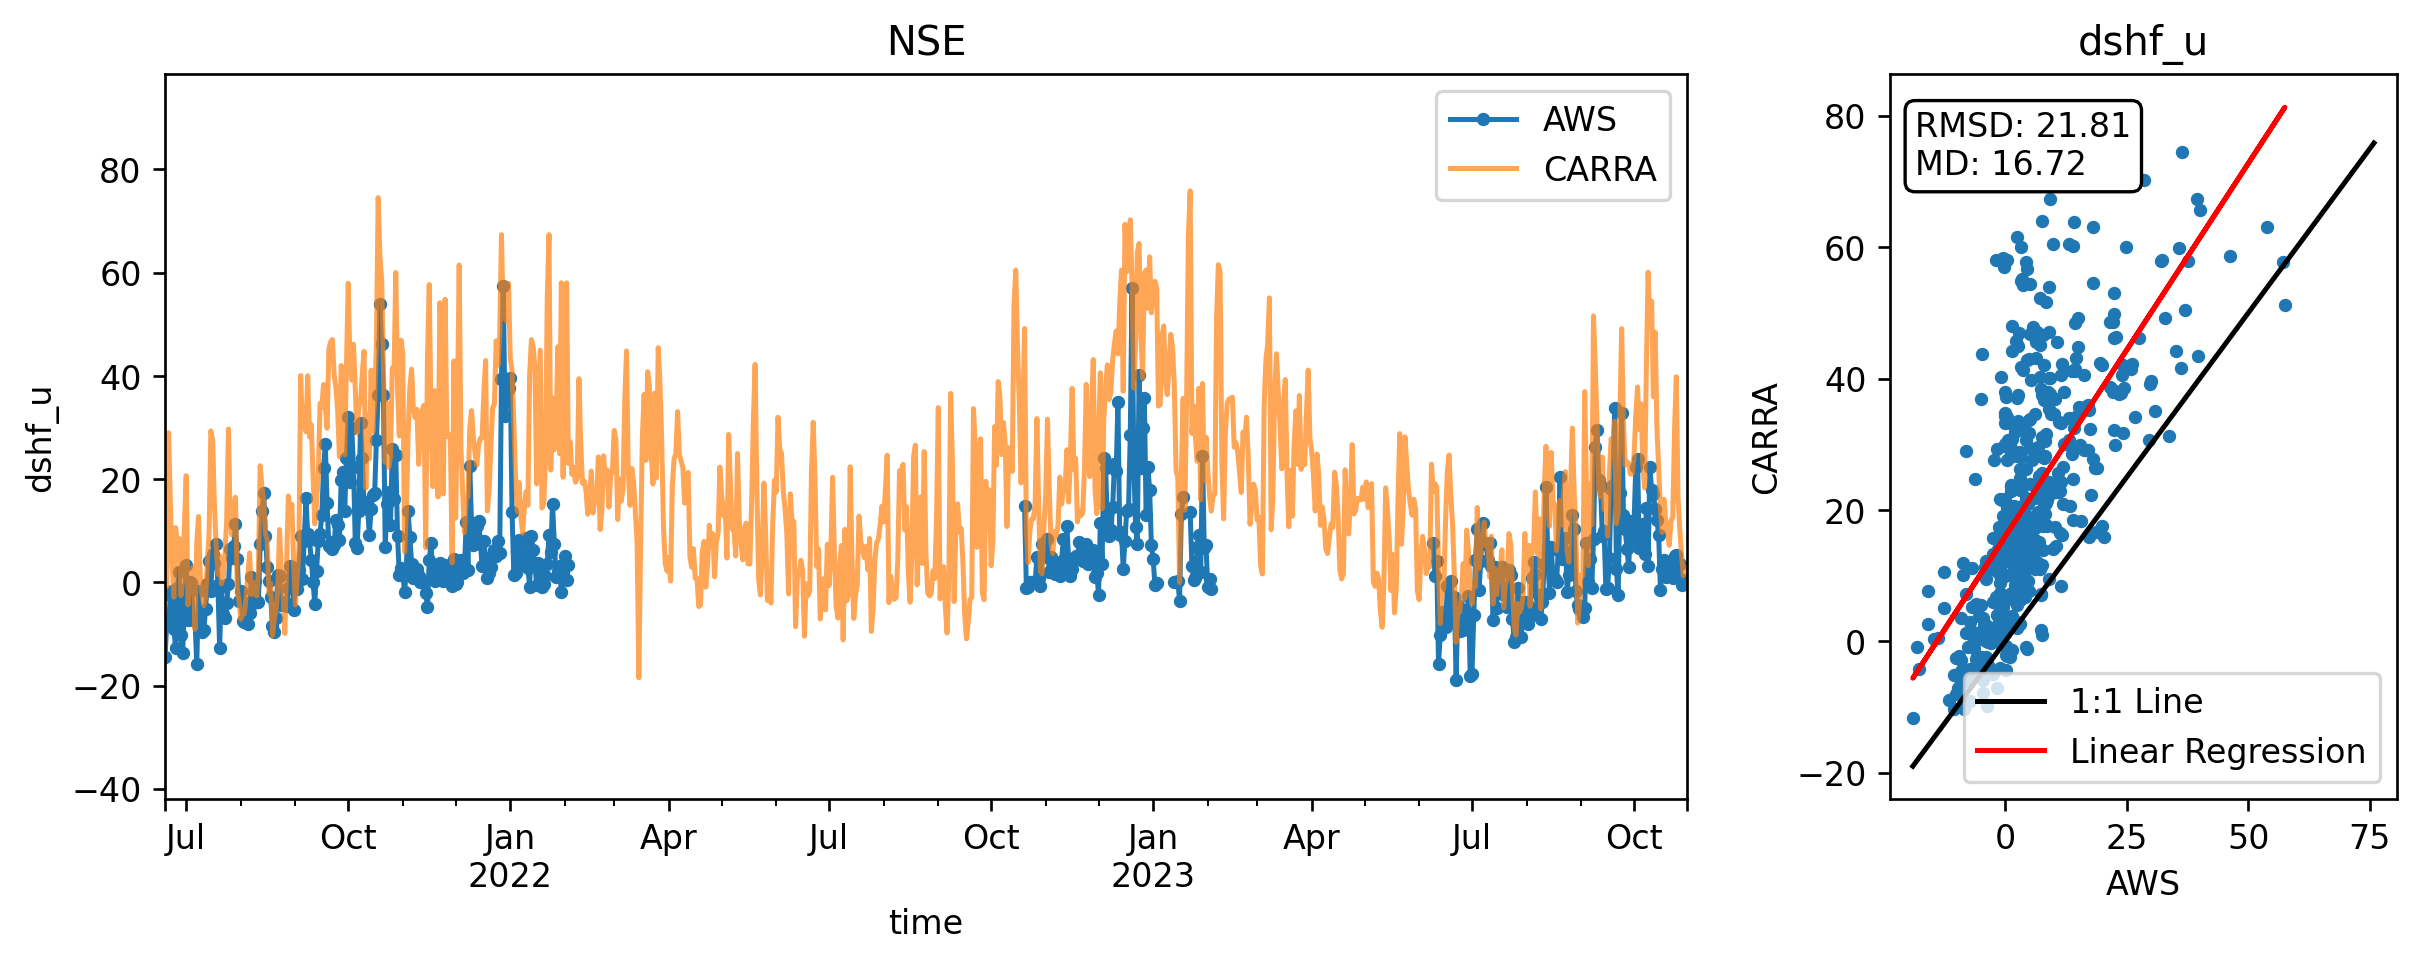 NSE
dshf_u
80
60
40
20
0
−20
−40
AWS
CARRA
Jul
Oct
Jan
2022
Apr
Jul
Oct
Jan
2023
Apr
Jul
Oct
time
dshf_u
CARRA
80
60
40
20
0
−20
RMSD: 21.81
MD: 16.72
1:1 Line
Linear Regression
0
25
50
75
AWS